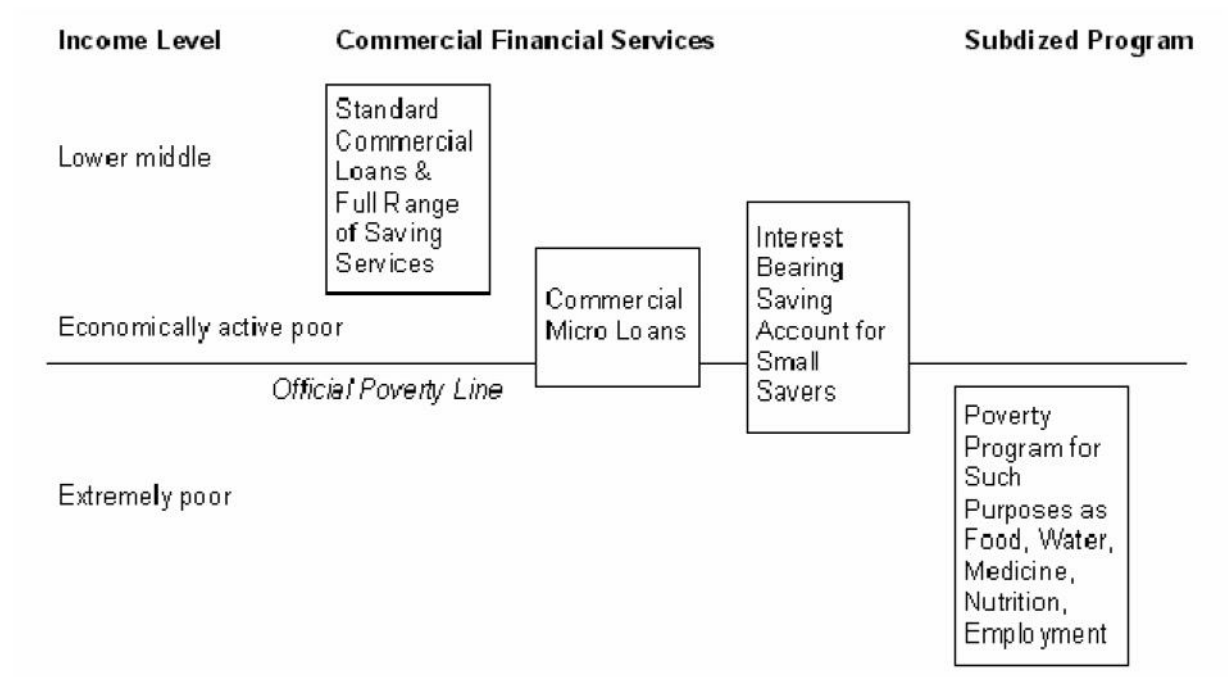 Income Level
Commercial Financial Services
Subdized Program
Lower middle
Standard
Commercial
Loans &
Full Range
of Saving
Services
Economically active poor
Commercial
Micro Loans
Interest
Bearing
Saving
Account for
Small
Savers
Official Poverty Line
Extremely poor
Poverty
Program for
Such
Purposes as
Food, Water,
Medicine,
Nutrition,
Employment